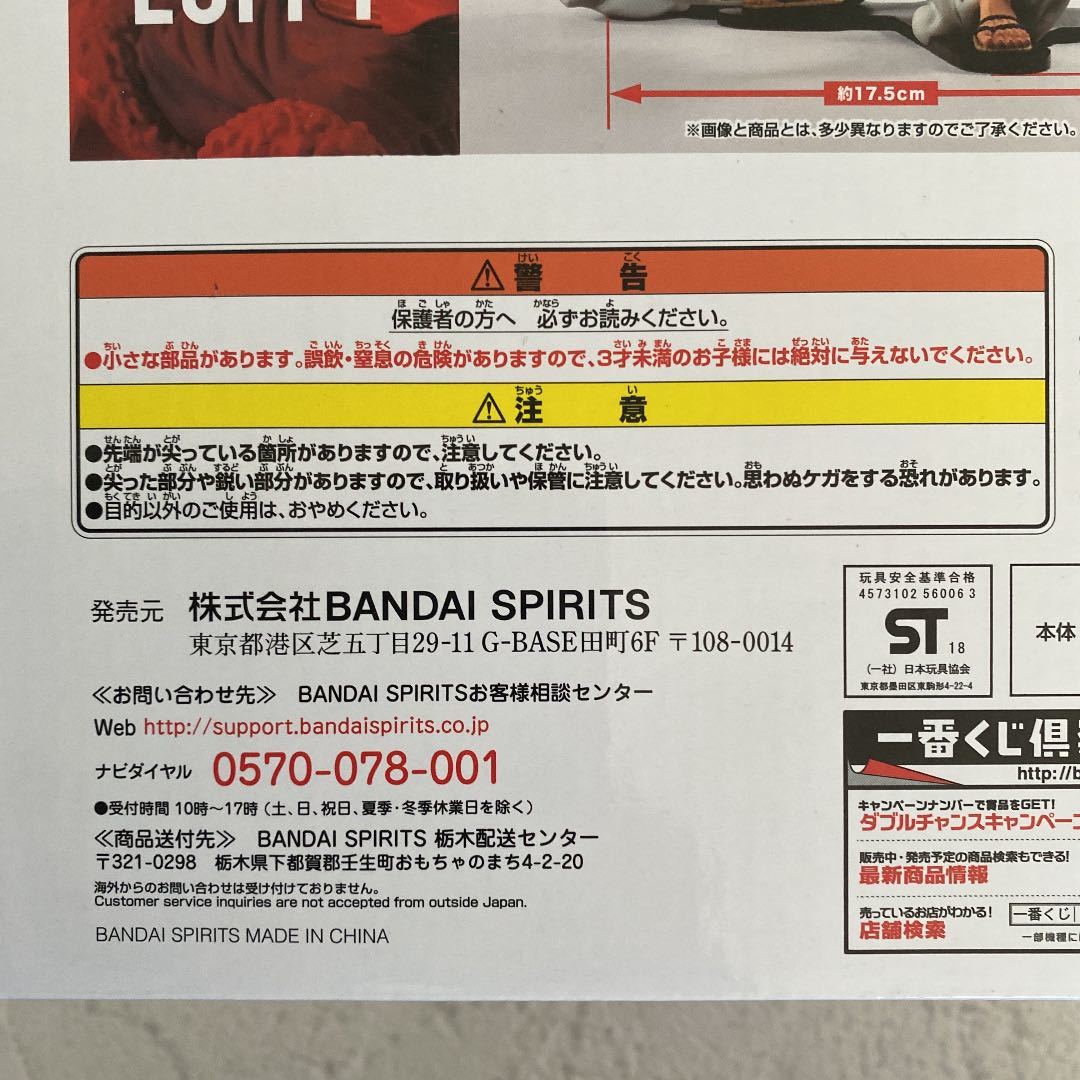 約17.5cm
※画像と商品とは、多少異なりますのでご了承ください。
⚠警告
保護者の方へ 必ずお読みください。
●小さな部品があります。誤飲・窒息の危険がありますので、3才未満のお子様には絶対に与えないでください。
⚠注意
●先端が尖っている箇所がありますので、注意してください。
●尖った部分や鋭い部分がありますので、取り扱いや保管に注意してください。思わぬケガをする恐れがあります。
●目的以外のご使用は、おやめください。
発売元 株式会社BANDAI SPIRITS
東京都港区芝五丁目29-11 G-BASE田町6F 〒108-0014
≪お問い合わせ先≫ BANDAI SPIRITSお客様相談センター
Web http://support.bandaispirits.co.jp
ナビダイヤル 0570-078-001
●受付時間 10時～17時(土、日、祝日、夏季・冬季休業日を除く)
≪商品送付先≫ BANDAI SPIRITS 栃木配送センター
〒321-0298 栃木県下都賀郡壬生町おもちゃのまち4-2-20
海外からのお問い合わせは受け付けておりません。
Customer service inquiries are not accepted from outside Japan.
BANDAI SPIRITS MADE IN CHINA
玩具安全基準合格
4573102 56006 3
ST 18
(一社)日本玩具協会
東京都墨田区東駒形4-22-4
本体
一番くじ倶
http://b
キャンペーンナンバーで賞品をGET!
ダブルチャンスキャンペーン
販売中・発売予定の商品検索もできる!
最新商品情報
売っているお店がわかる!
店舗検索
一番くじ
一部機種に